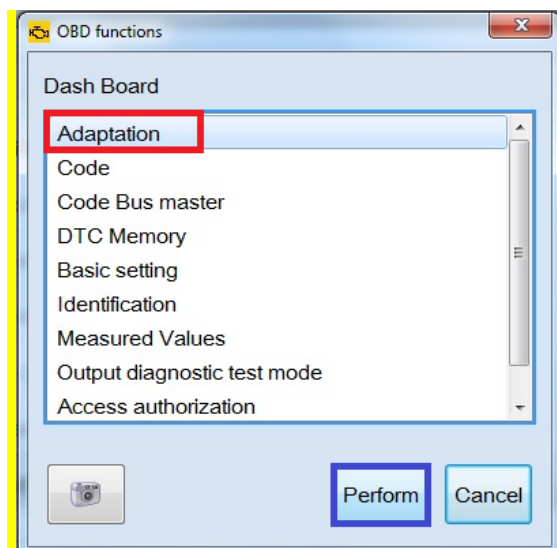 OBD functions
Dash Board
Adaptation
Code
Code Bus master
DTC Memory
Basic setting
Identification
Measured Values
Output diagnostic test mode
Access authorization
Perform
Cancel